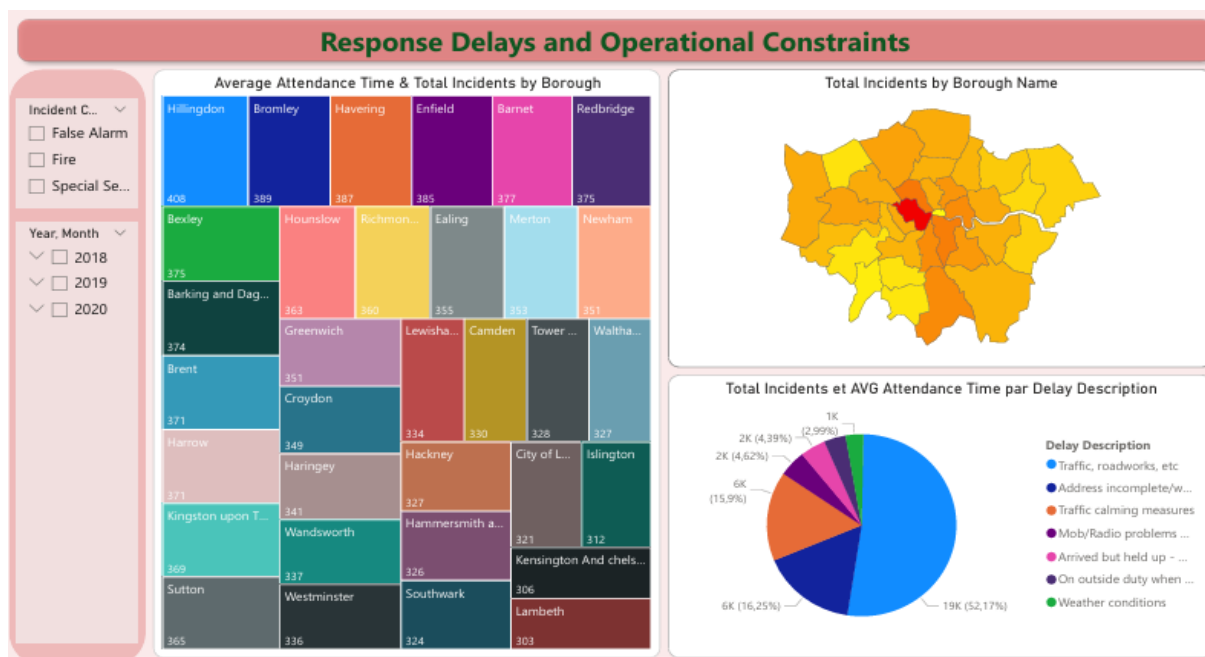 Response Delays and Operational Constraints
Incident C...
False Alarm
Fire
Special Se...
Year, Month
2018
2019
2020
Average Attendance Time & Total Incidents by Borough
Hillingdon
408
Bromley
389
Havering
387
Enfield
385
Barnet
377
Redbridge
375
Bexley
375
Barking and Dag...
374
Brent
371
Harrow
371
Kingston upon T...
369
Sutton
365
Hounslow
363
Richmon...
360
Ealing
355
Merton
353
Newham
351
Greenwich
351
Croydon
349
Haringey
341
Wandsworth
337
Westminster
336
Lewisha...
334
Camden
330
Tower ...
328
Waltha...
327
Hackney
327
Hammersmith a...
326
Southwark
324
City of L...
321
Islington
312
Kensington And chels...
306
Lambeth
303
Total Incidents by Borough Name
Total Incidents et AVG Attendance Time par Delay Description
1K
(2,99%)
2K (4,39%)
2K (4,62%)
6K
(15,9%)
6K (16,25%)
19K (52,17%)
Delay Description
Traffic, roadworks, etc
Address incomplete/w...
Traffic calming measures
Mob/Radio problems ...
Arrived but held up - ...
On outside duty when ...
Weather conditions